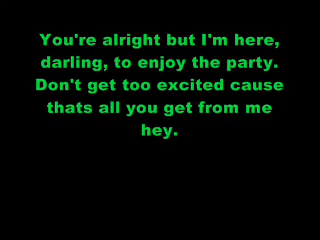 You're alright but I'm here,
darling, to enjoy the party.
Don't get too excited cause
thats all you get from me
hey.